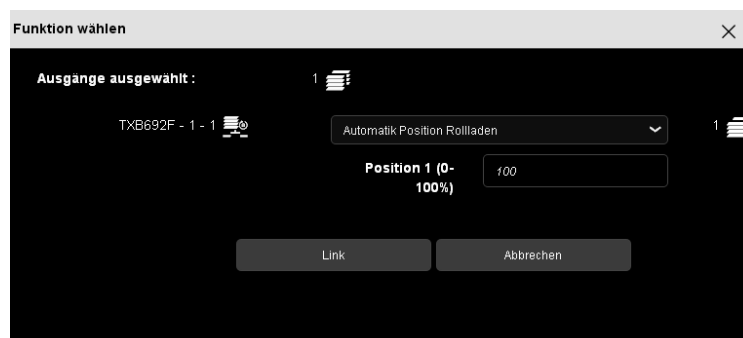 Funktion wählen
Ausgänge ausgewählt : 1
TXB692F - 1 - 1 Automatik Position Rollladen 1
Position 1 (0-
100%) 100
Link Abbrechen